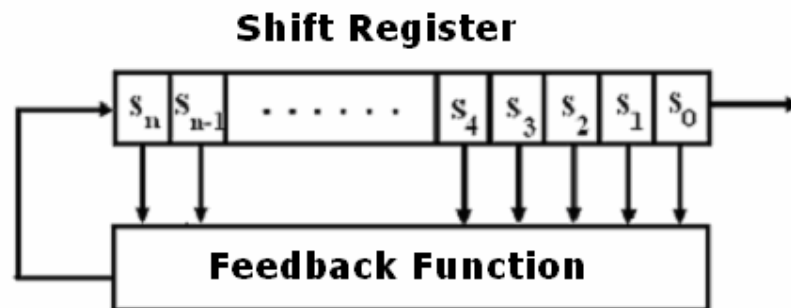 Shift Register
Sₙ Sₙ₋₁ . . . . . . S₄ S₃ S₂ S₁ S₀
Feedback Function